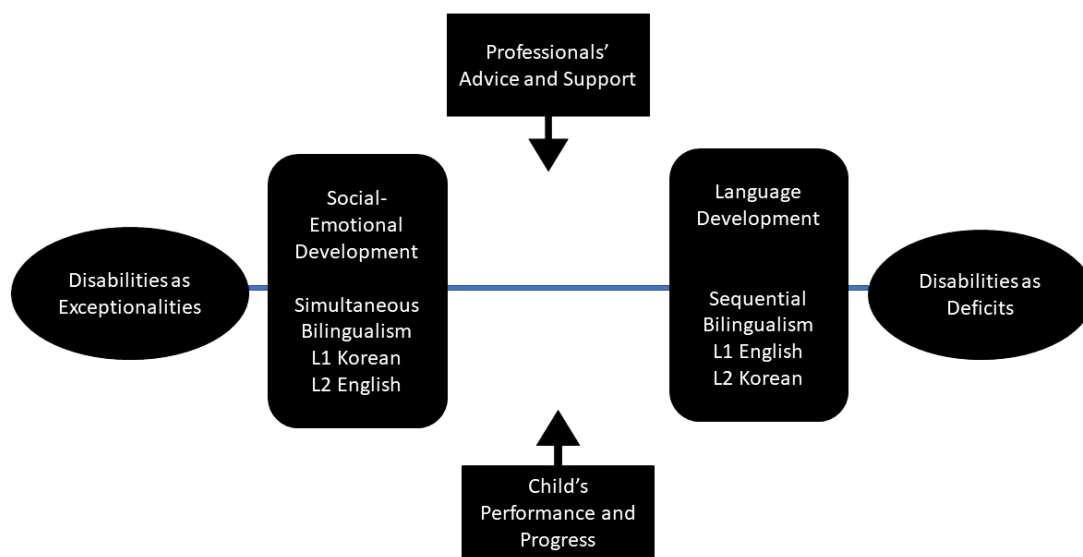 Professionals’
Advice and Support
Social-
Emotional
Development
Simultaneous
Bilingualism
L1 Korean
L2 English
Language
Development
Sequential
Bilingualism
L1 English
L2 Korean
Disabilities as
Exceptionalities
Disabilities as
Deficits
Child’s
Performance and
Progress